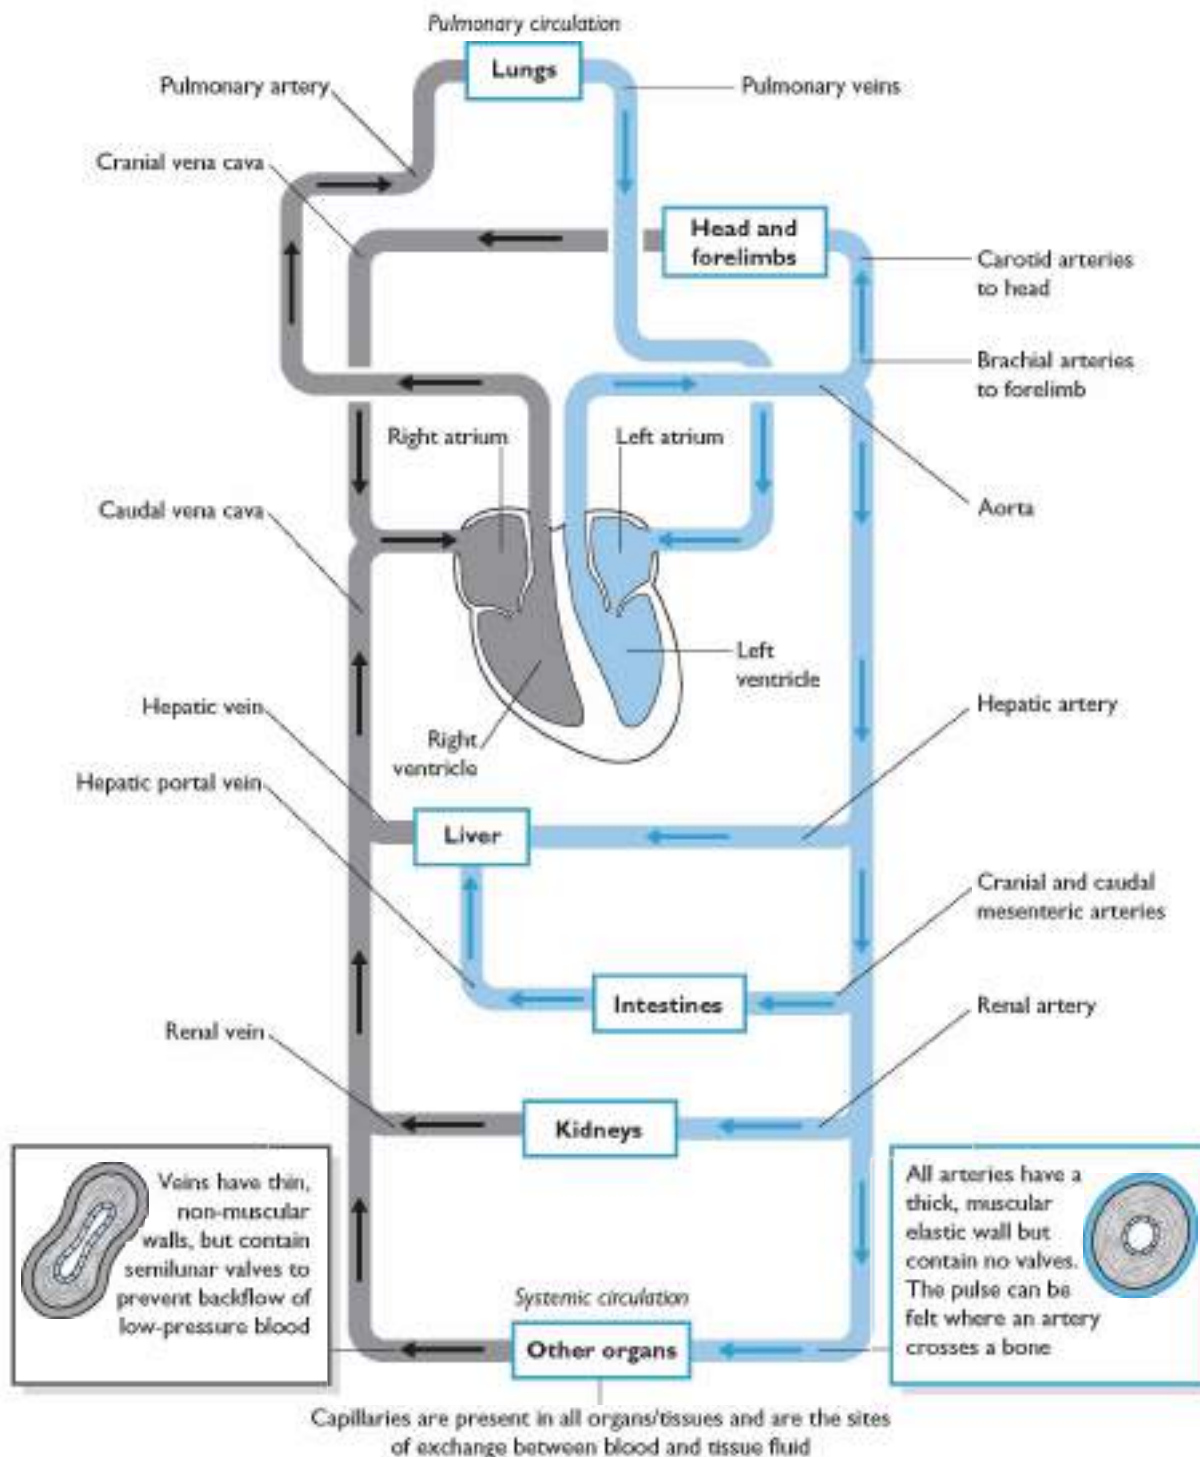 Pulmonary circulation
Lungs
Pulmonary artery
Pulmonary veins
Cranial vena cava
Head and
forelimbs
Carotid arteries
to head
Brachial arteries
to forelimb
Right atrium
Left atrium
Caudal vena cava
Aorta
Left
ventricle
Hepatic vein
Hepatic artery
Right
ventricle
Hepatic portal vein
Liver
Cranial and caudal
mesenteric arteries
Intestines
Renal vein
Renal artery
Kidneys
Veins have thin,
non-muscular
walls, but contain
semilunar valves to
prevent backflow of
low-pressure blood
All arteries have a
thick, muscular
elastic wall but
contain no valves.
The pulse can be
felt where an artery
crosses a bone
Systemic circulation
Other organs
Capillaries are present in all organs/tissues and are the sites
of exchange between blood and tissue fluid